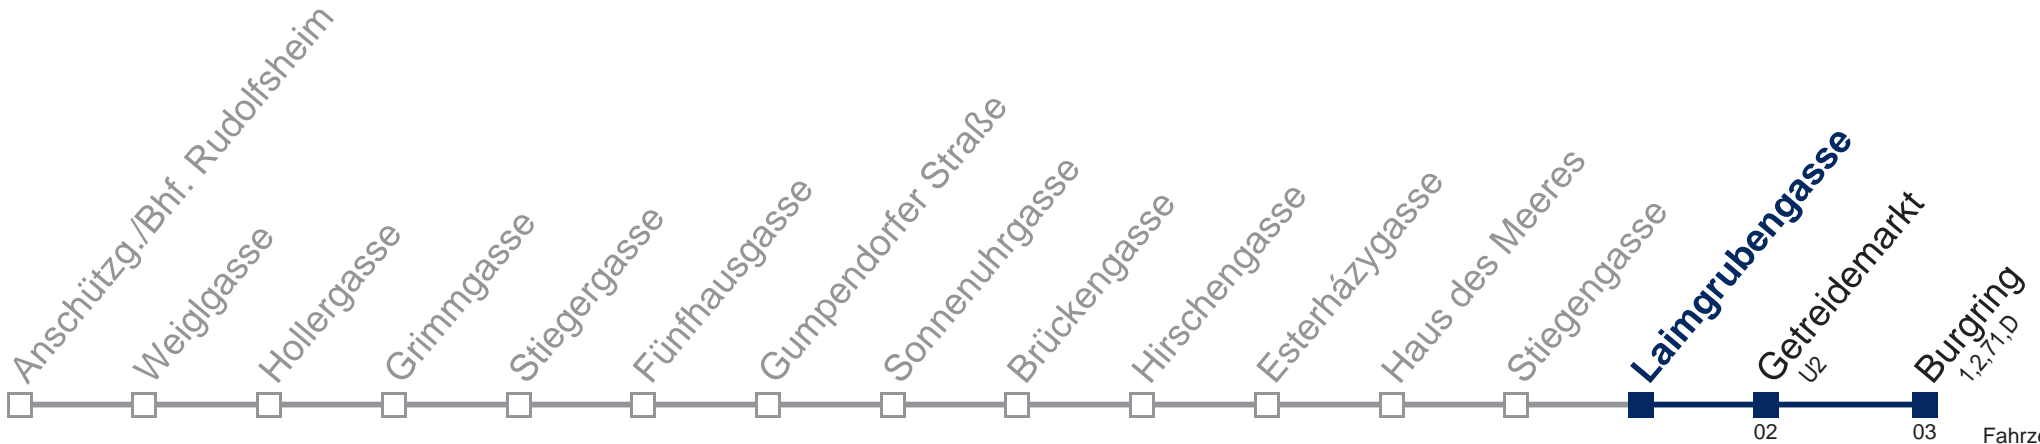 Anschützg./Bhf. Rudolfsheim
Weiglgasse
Hollergasse
Grimmgasse
Stiegergasse
Fünfhausgasse
Gumpendorfer Straße
Sonnenuhrgasse
Brückengasse
Hirschengasse
Esterházygasse
Haus des Meeres
Stiegengasse
Laimgrubengasse
Getreidemarkt
U2
Burgring
1,2,71,D
02
03